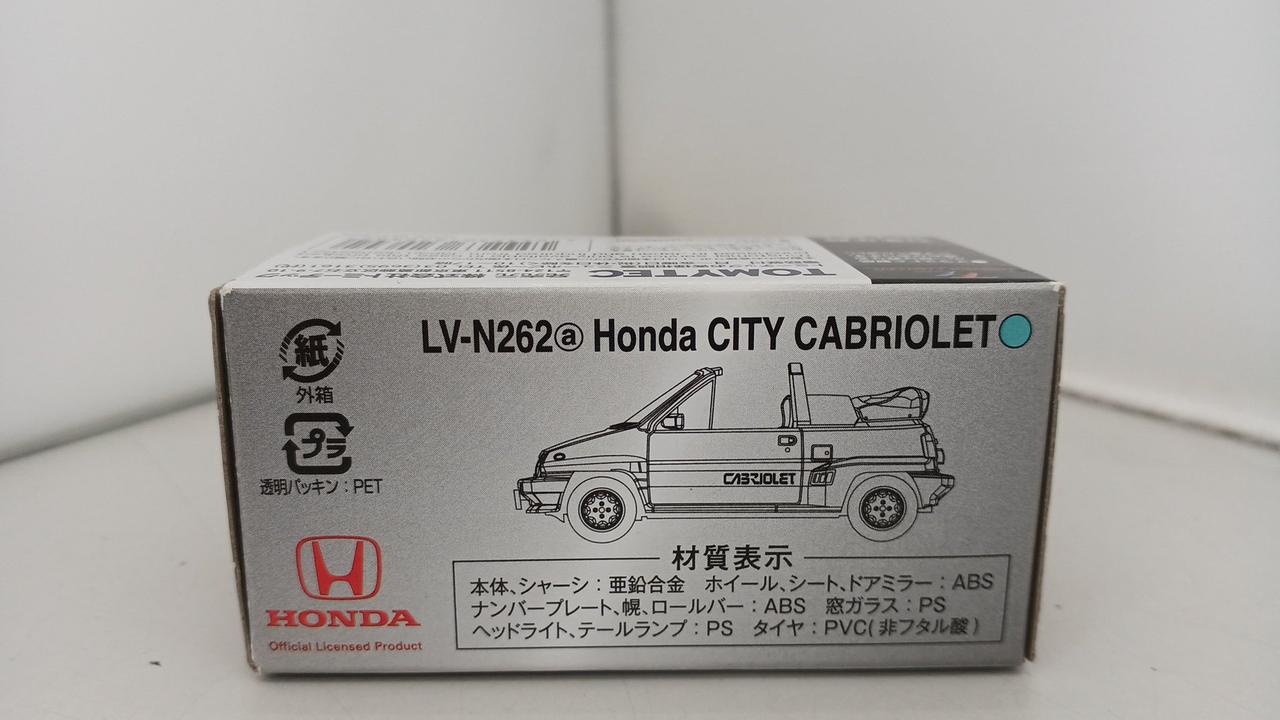 TOMYTEC
LV-N262ⓐ Honda CITY CABRIOLET
紙
外箱
プラ
透明パッキン：PET
CABRIOLET
HONDA
Official Licensed Product
材質表示
本体、シャーシ：亜鉛合金　ホイール、シート、ドアミラー：ABS
ナンバープレート、幌、ロールバー：ABS　窓ガラス：PS
ヘッドライト、テールランプ：PS　タイヤ：PVC(非フタル酸)